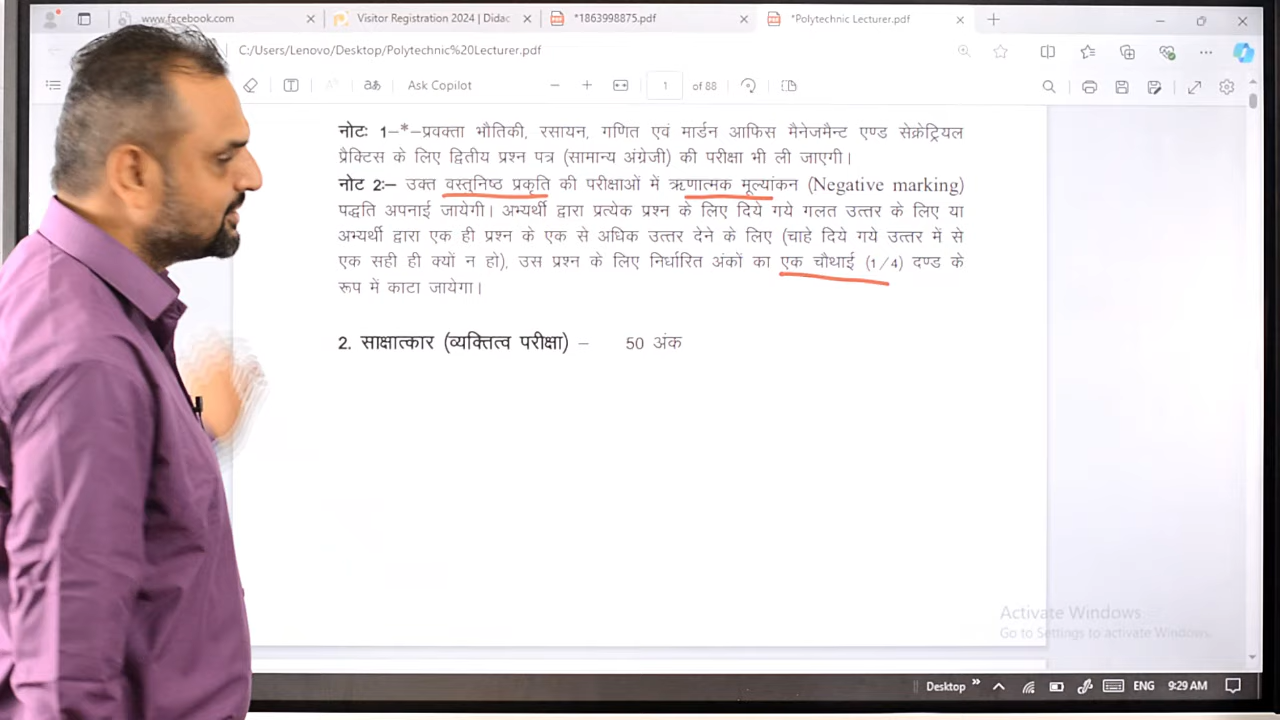 www.facebook.com
Visitor Registration 2024 | Didac
*1863998875.pdf
*Polytechnic Lecturer.pdf
C:/Users/Lenovo/Desktop/Polytechnic%20Lecturer.pdf
aあ Ask Copilot 1 of 88
नोटः 1–*–प्रवक्ता भौतिकी, रसायन, गणित एवं मार्डन आफिस मैनेजमैन्ट एण्ड सेक्रेट्रियल
प्रैक्टिस के लिए द्वितीय प्रश्न पत्र (सामान्य अंग्रेजी) की परीक्षा भी ली जाएगी।
नोट 2:– उक्त वस्तुनिष्ठ प्रकृति की परीक्षाओं में ऋणात्मक मूल्यांकन (Negative marking)
पद्धति अपनाई जायेगी। अभ्यर्थी द्वारा प्रत्येक प्रश्न के लिए दिये गये गलत उत्तर के लिए या
अभ्यर्थी द्वारा एक ही प्रश्न के एक से अधिक उत्तर देने के लिए (चाहे दिये गये उत्तर में से
एक सही ही क्यों न हो), उस प्रश्न के लिए निर्धारित अंकों का एक चौथाई (1/4) दण्ड के
रूप में काटा जायेगा।
2. साक्षात्कार (व्यक्तित्व परीक्षा) – 50 अंक
Activate Windows
Go to Settings to activate Windows.
Desktop ENG 9:29 AM